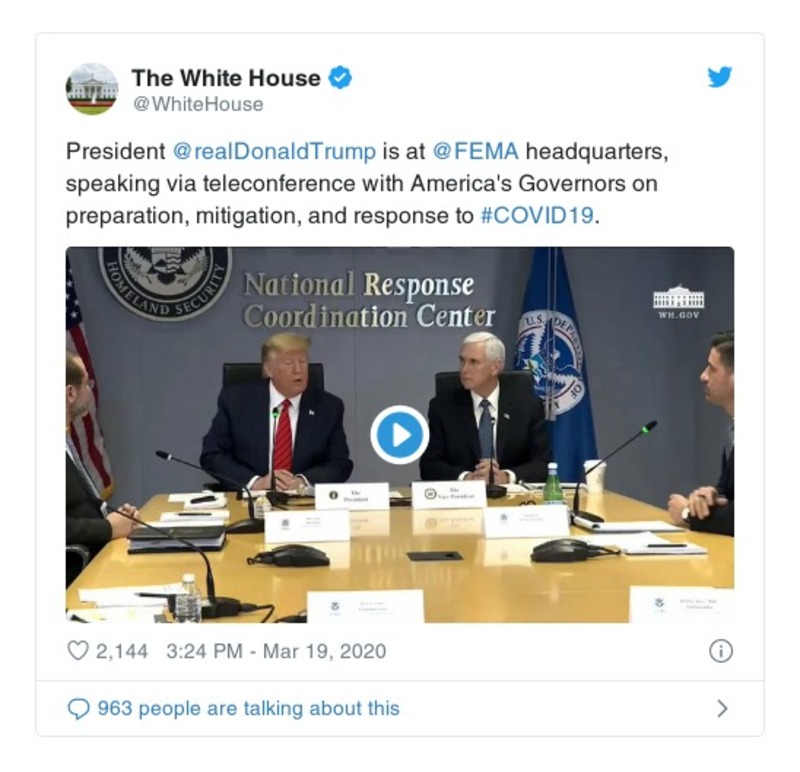 The White House
@WhiteHouse
President @realDonaldTrump is at @FEMA headquarters,
speaking via teleconference with America's Governors on
preparation, mitigation, and response to #COVID19.
HOMELAND SECURITY
National Response
Coordination Center
U.S. DEPA
WH.GOV
The
President
The
Vice President
2,144 3:24 PM - Mar 19, 2020
963 people are talking about this